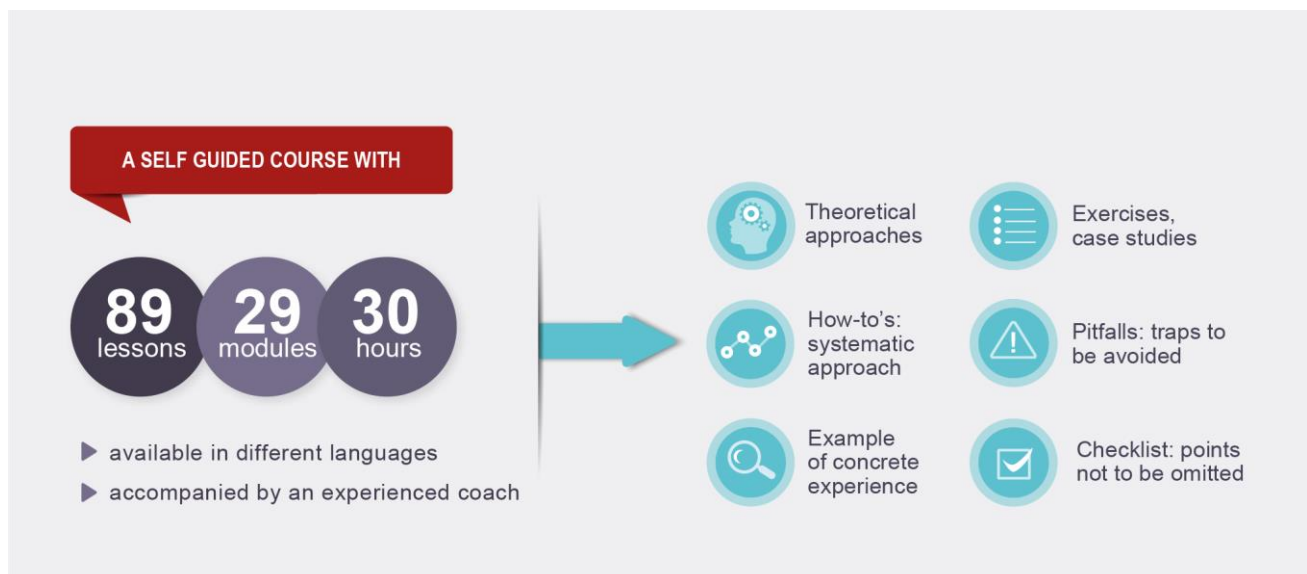 A SELF GUIDED COURSE WITH
89
lessons
29
modules
30
hours
available in different languages
accompanied by an experienced coach
Theoretical
approaches
How-to's:
systematic
approach
Example
of concrete
experience
Exercises,
case studies
Pitfalls: traps to
be avoided
Checklist: points
not to be omitted